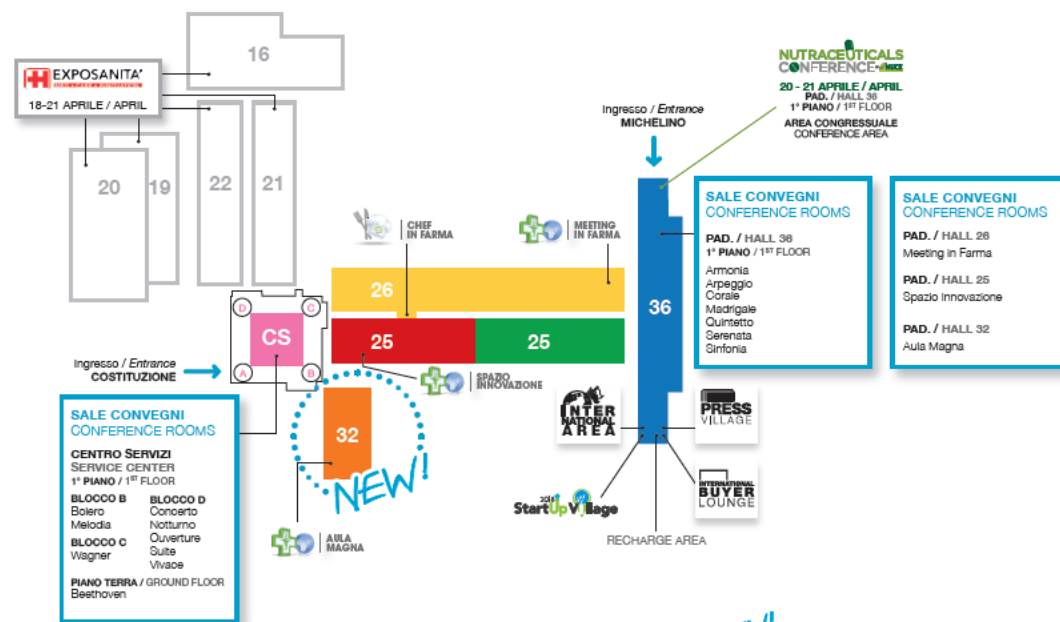 16
EXPOSANITA'
18-21 APRILE / APRIL
20
19
22
21
NUTRACEUTICALS
CONFERENCE
20 - 21 APRILE / APRIL
PAD. / HALL 36
1° PIANO / 1ST FLOOR
AREA CONGRESSUALE
CONFERENCE AREA
Ingresso / Entrance
MICHELINO
CHEF
IN FARMA
MEETING
IN FARMA
26
25
25
36
SALE CONVEGNI
CONFERENCE ROOMS
PAD. / HALL 36
1° PIANO / 1ST FLOOR
Armonia
Arpeggio
Corale
Madrigale
Quintetto
Serenata
Sinfonia
SALE CONVEGNI
CONFERENCE ROOMS
PAD. / HALL 26
Meeting in Farma
PAD. / HALL 25
Spazio Innovazione
PAD. / HALL 32
Aula Magna
D
C
CS
A
B
Ingresso / Entrance
COSTITUZIONE
SPAZIO
INNOVAZIONE
32
NEW!
AULA
MAGNA
SALE CONVEGNI
CONFERENCE ROOMS
CENTRO SERVIZI
SERVICE CENTER
1° PIANO / 1ST FLOOR
BLOCCO B
Bolero
Melodia
BLOCCO C
Wagner
BLOCCO D
Concerto
Notturno
Ouverture
Suite
Vivace
PIANO TERRA / GROUND FLOOR
Beethoven
INTER
NATIONAL
AREA
PRESS
VILLAGE
StartUp Village
INTERNATIONAL
BUYER
LOUNGE
RECHARGE AREA